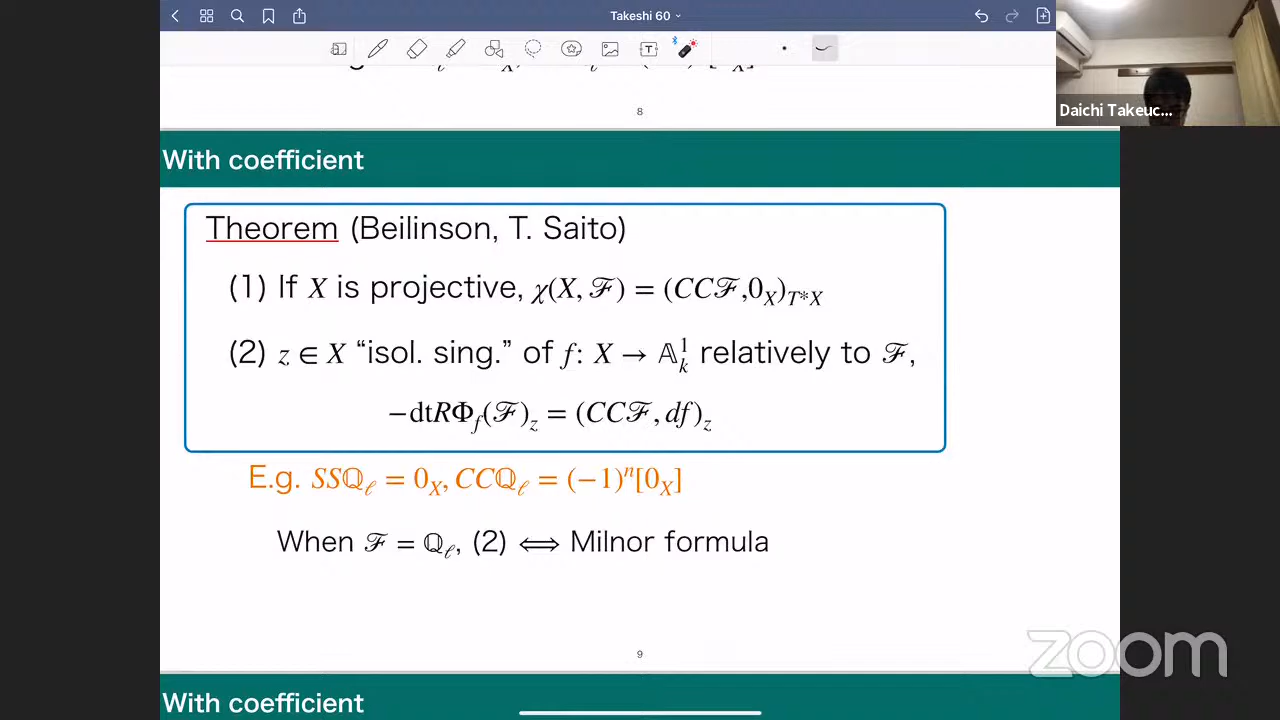 Takeshi 60
Daichi Takeuc...
8
With coefficient
Theorem (Beilinson, T. Saito)
(1) If X is projective, χ(X, ℱ) = (CCℱ,0_X)_{T*X}
(2) z ∈ X “isol. sing.” of f: X → 𝔸^1_k relatively to ℱ,
−dtRΦ_f(ℱ)_z = (CCℱ, df)_z
E.g. SSℚ_ℓ = 0_X, CCℚ_ℓ = (−1)^n[0_X]
When ℱ = ℚ_ℓ, (2) ⟺ Milnor formula
9
zoom
With coefficient